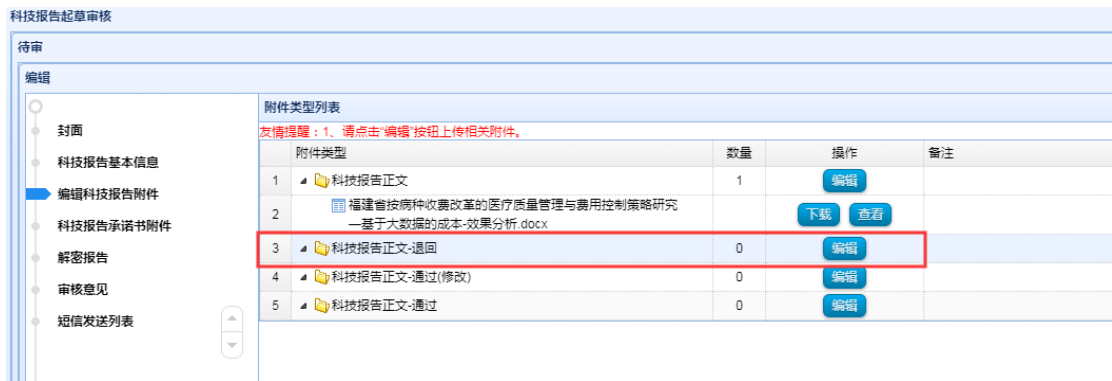 科技报告起草审核
待审
编辑
封面
科技报告基本信息
编辑科技报告附件
科技报告承诺书附件
解密报告
审核意见
短信发送列表
附件类型列表
友情提醒：1、请点击“编辑”按钮上传相关附件。
附件类型 数量 操作 备注
1 科技报告正文 1 编辑
2 福建省按病种收费改革的医疗质量管理与费用控制策略研究
—基于大数据的成本-效果分析.docx 下载 查看
3 科技报告正文-退回 0 编辑
4 科技报告正文-通过(修改) 0 编辑
5 科技报告正文-通过 0 编辑